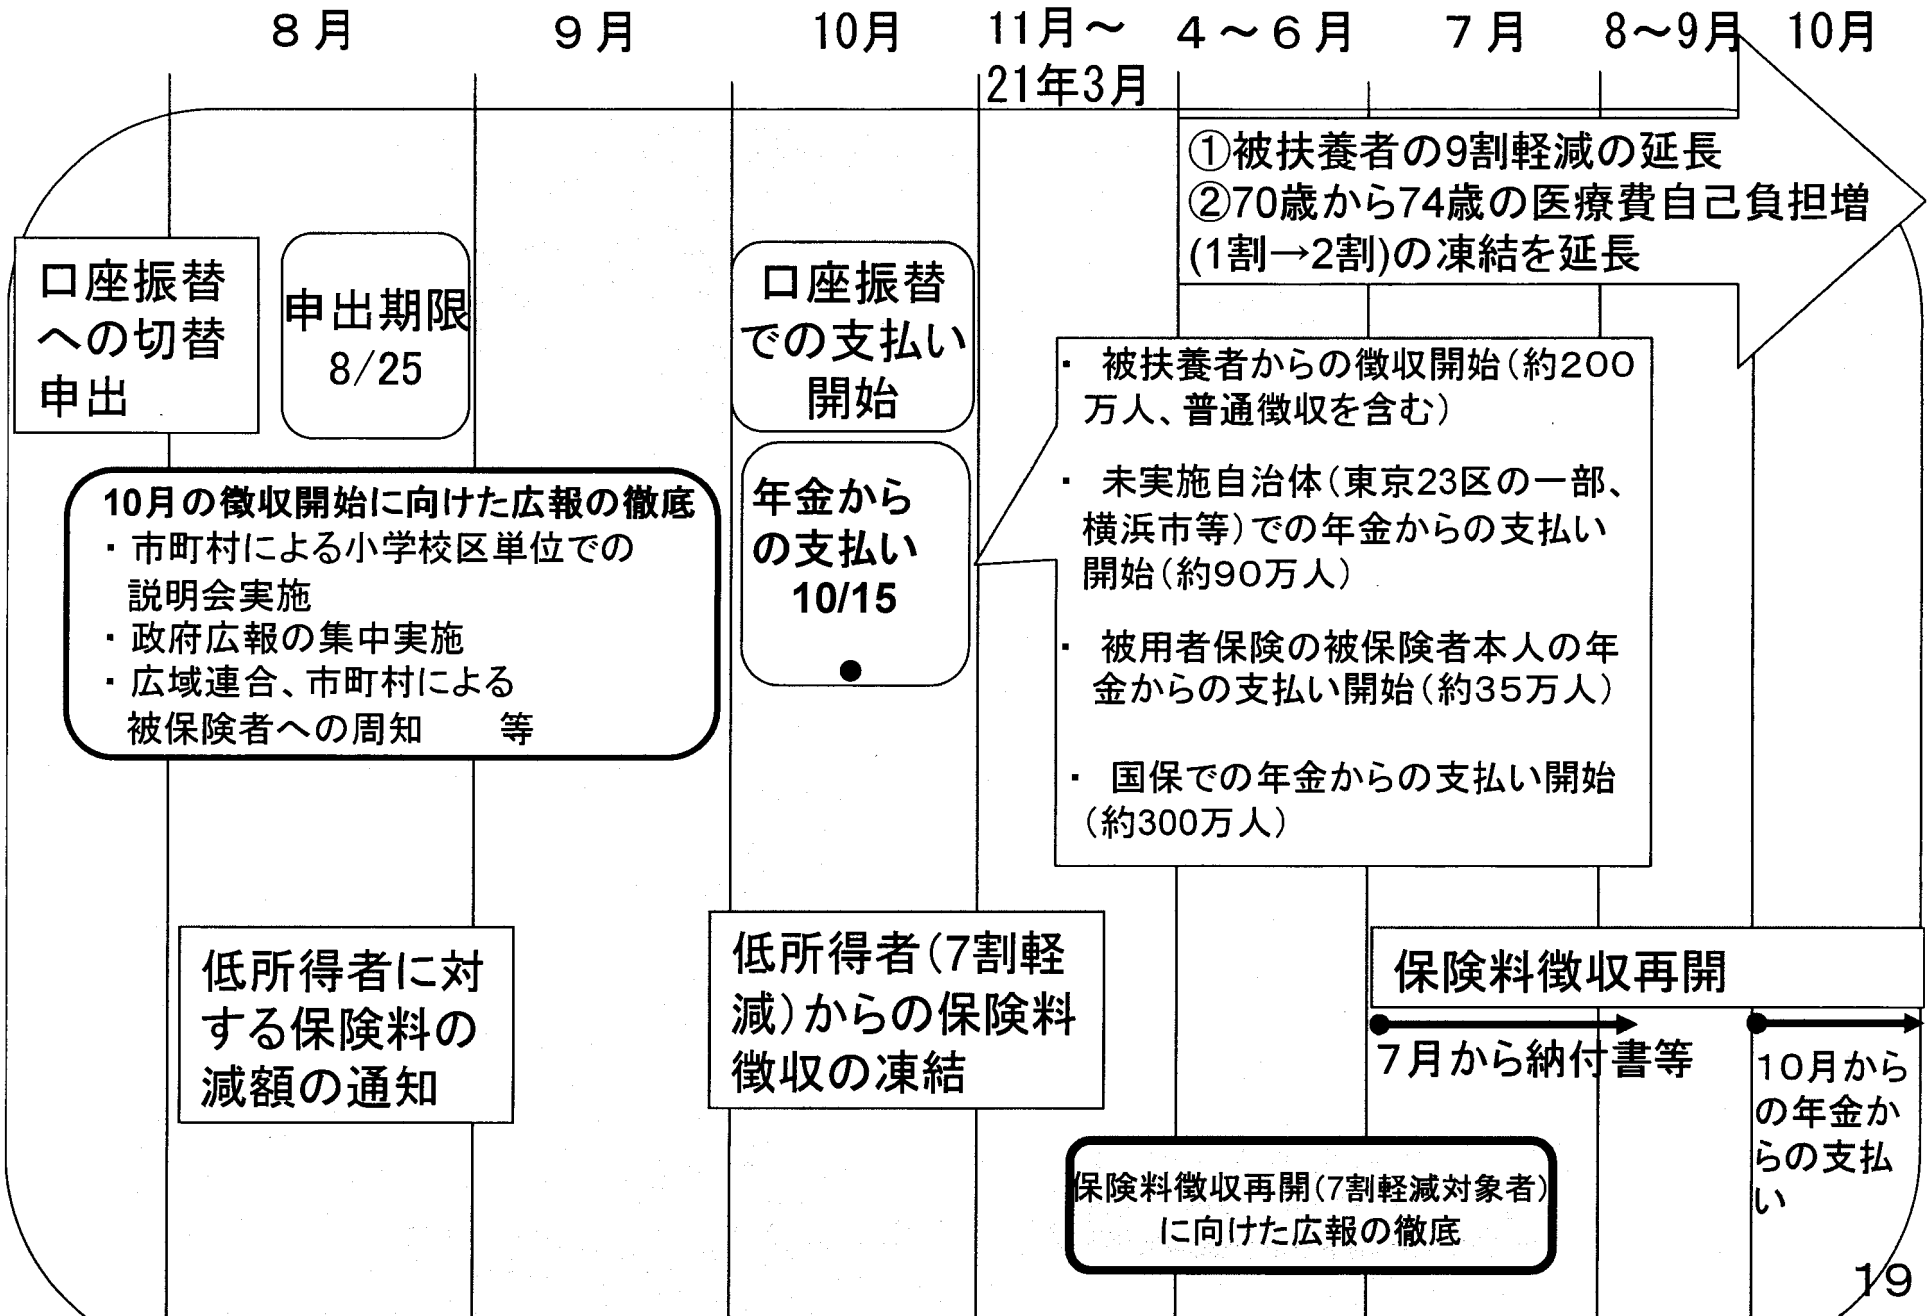 ８月
９月
10月
11月～
21年3月
４～６月
７月
8～9月
10月
①被扶養者の9割軽減の延長
②70歳から74歳の医療費自己負担増
(1割→2割)の凍結を延長
口座振替
への切替
申出
申出期限
8/25
口座振替
での支払い
開始
年金から
の支払い
10/15
10月の徴収開始に向けた広報の徹底
・市町村による小学校区単位での
説明会実施
・政府広報の集中実施
・広域連合、市町村による
被保険者への周知　　等
・ 被扶養者からの徴収開始（約２００
万人、普通徴収を含む）
・ 未実施自治体（東京23区の一部、
横浜市等）での年金からの支払い
開始（約９０万人）
・ 被用者保険の被保険者本人の年
金からの支払い開始（約３５万人）
・ 国保での年金からの支払い開始
（約300万人）
低所得者に対
する保険料の
減額の通知
低所得者（7割軽
減）からの保険料
徴収の凍結
保険料徴収再開
７月から納付書等
１０月から
の年金か
らの支払
い
保険料徴収再開（7割軽減対象者）
に向けた広報の徹底
19